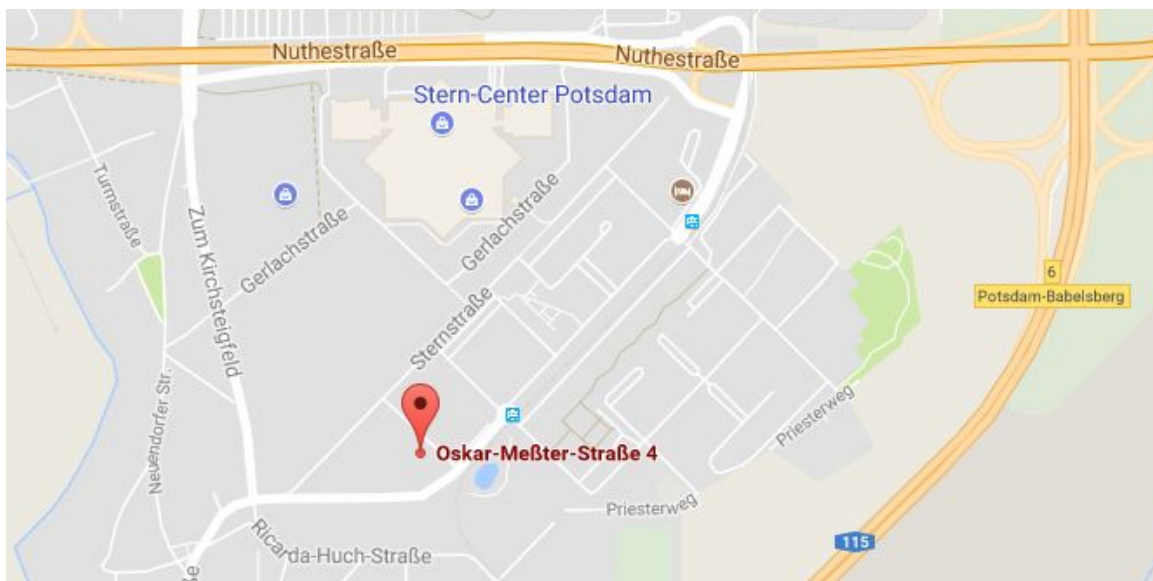 Nuthestraße
Nuthestraße
Stern-Center Potsdam
Turmstraße
Zum Kirchsteigfeld
Gerlachstraße
Gerlachstraße
6
Potsdam-Babelsberg
Sternstraße
Neuendorfer Str.
Priesterweg
Oskar-Meßter-Straße 4
Priesterweg
115
Ricarda-Huch-Straße